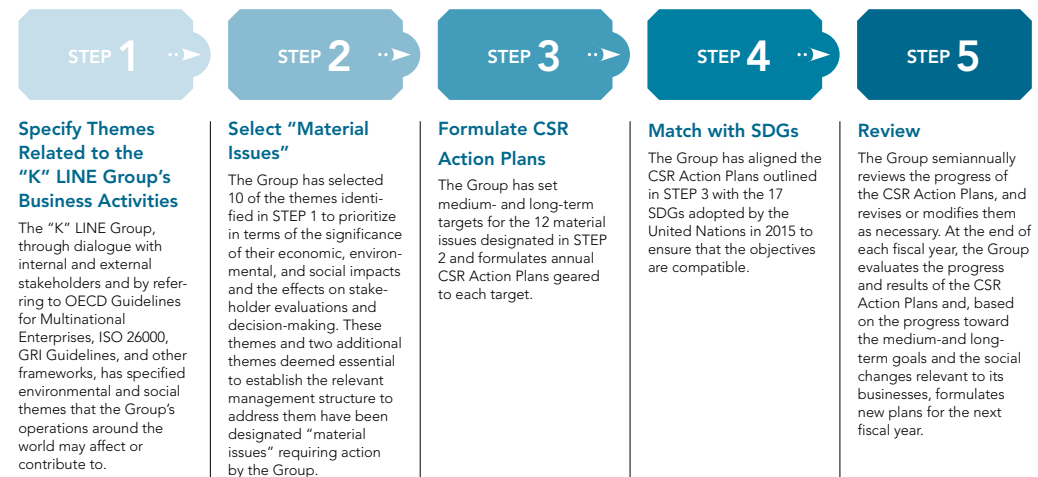 STEP 1
Specify Themes
Related to the
“K” LINE Group’s
Business Activities
The “K” LINE Group,
through dialogue with
internal and external
stakeholders and by refer-
ring to OECD Guidelines
for Multinational
Enterprises, ISO 26000,
GRI Guidelines, and other
frameworks, has specified
environmental and social
themes that the Group’s
operations around the
world may affect or
contribute to.
STEP 2
Select “Material
Issues”
The Group has selected
10 of the themes identi-
fied in STEP 1 to prioritize
in terms of the significance
of their economic, environ-
mental, and social impacts
and the effects on stake-
holder evaluations and
decision-making. These
themes and two additional
themes deemed essential
to establish the relevant
management structure to
address them have been
designated “material
issues” requiring action
by the Group.
STEP 3
Formulate CSR
Action Plans
The Group has set
medium- and long-term
targets for the 12 material
issues designated in STEP
2 and formulates annual
CSR Action Plans geared
to each target.
STEP 4
Match with SDGs
The Group has aligned the
CSR Action Plans outlined
in STEP 3 with the 17
SDGs adopted by the
United Nations in 2015 to
ensure that the objectives
are compatible.
STEP 5
Review
The Group semiannually
reviews the progress of
the CSR Action Plans, and
revises or modifies them
as necessary. At the end of
each fiscal year, the Group
evaluates the progress
and results of the CSR
Action Plans and, based
on the progress toward
the medium-and long-
term goals and the social
changes relevant to its
businesses, formulates
new plans for the next
fiscal year.